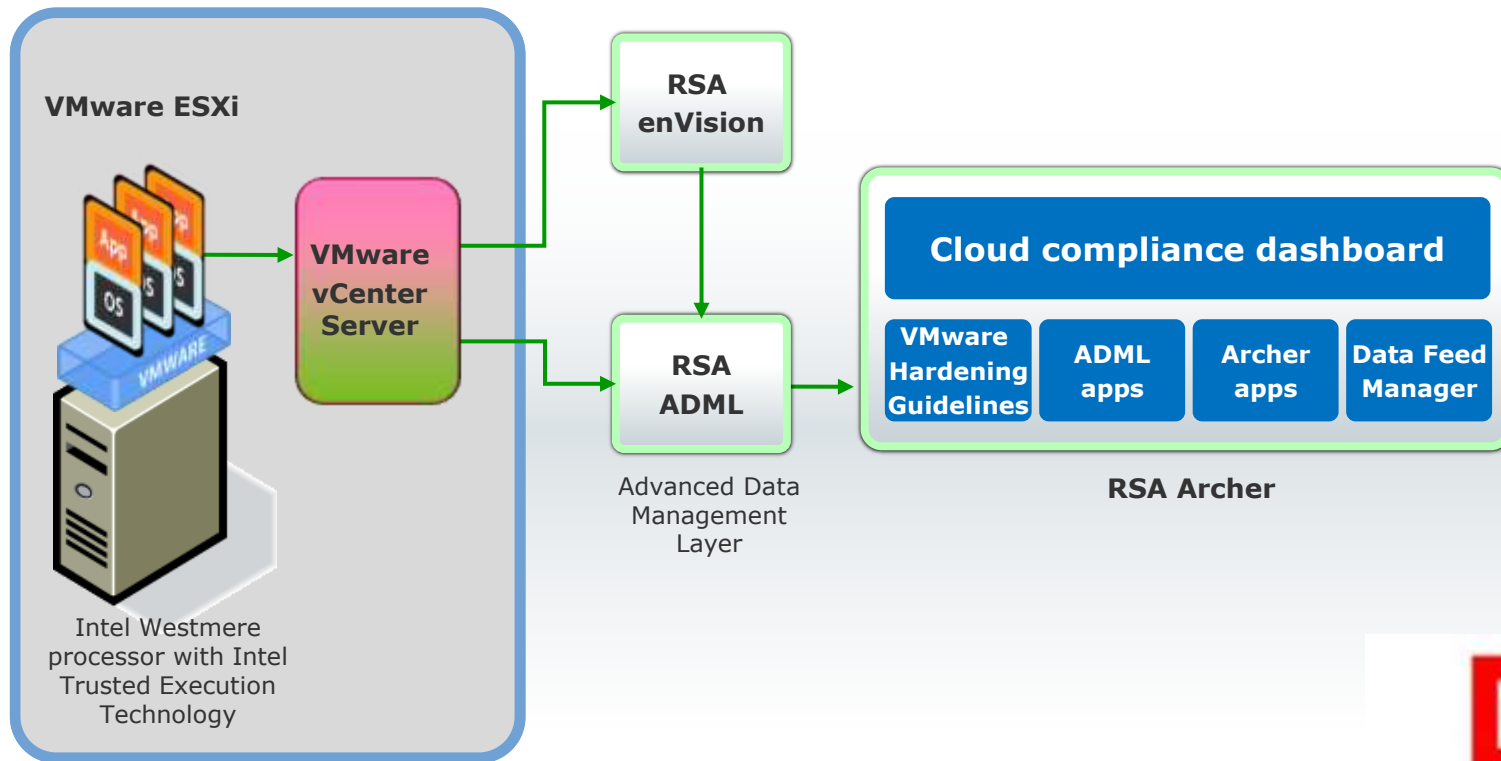 VMware ESXi
App
App
App
OS
OS
OS
VMWARE
VMware
vCenter
Server
Intel Westmere
processor with Intel
Trusted Execution
Technology
RSA
enVision
RSA
ADML
Advanced Data
Management
Layer
Cloud compliance dashboard
VMware
Hardening
Guidelines
ADML
apps
Archer
apps
Data Feed
Manager
RSA Archer